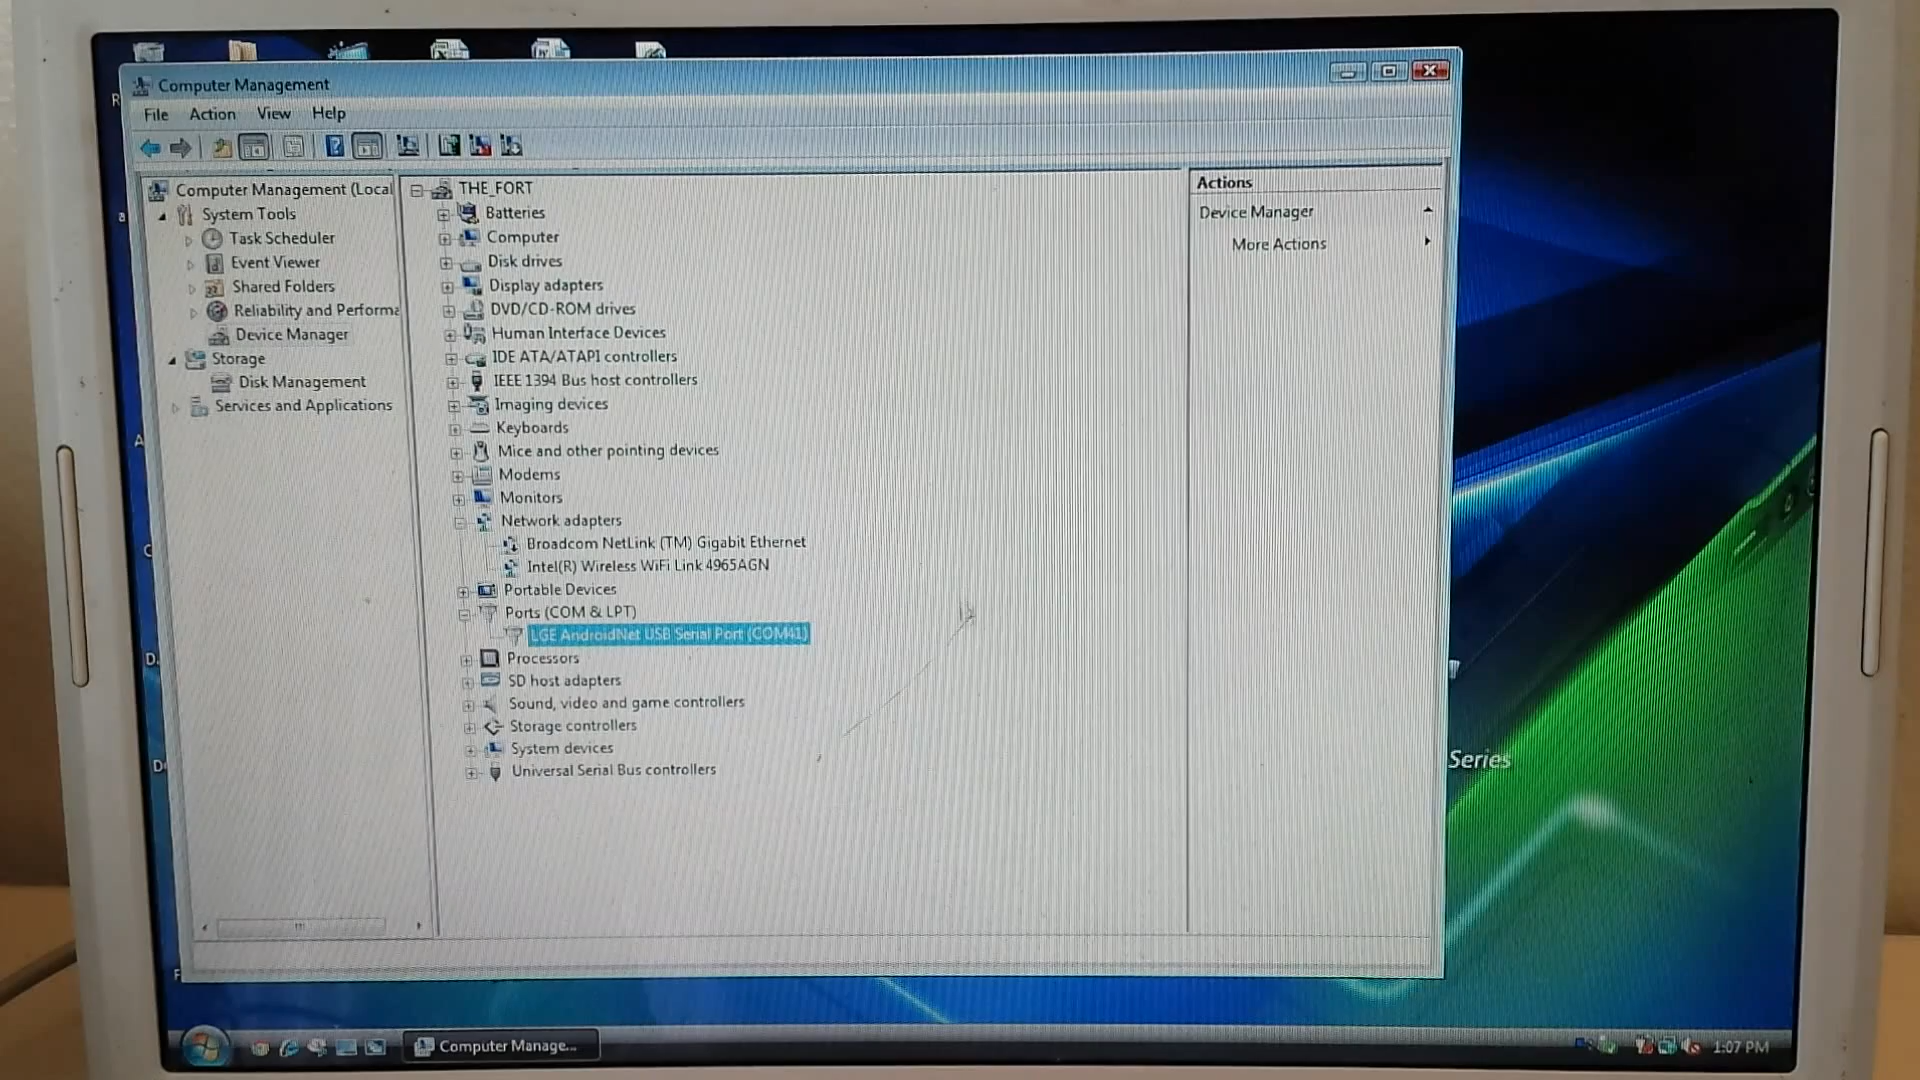 Computer Management
File Action View Help
Computer Management (Local
System Tools
Task Scheduler
Event Viewer
Shared Folders
Reliability and Performa
Device Manager
Storage
Disk Management
Services and Applications
THE_FORT
Batteries
Computer
Disk drives
Display adapters
DVD/CD-ROM drives
Human Interface Devices
IDE ATA/ATAPI controllers
IEEE 1394 Bus host controllers
Imaging devices
Keyboards
Mice and other pointing devices
Modems
Monitors
Network adapters
Broadcom NetLink (TM) Gigabit Ethernet
Intel(R) Wireless WiFi Link 4965AGN
Portable Devices
Ports (COM & LPT)
LGE AndroidNet USB Serial Port (COM41)
Processors
SD host adapters
Sound, video and game controllers
Storage controllers
System devices
Universal Serial Bus controllers
Actions
Device Manager
More Actions
Series
Computer Manage...
1:07 PM